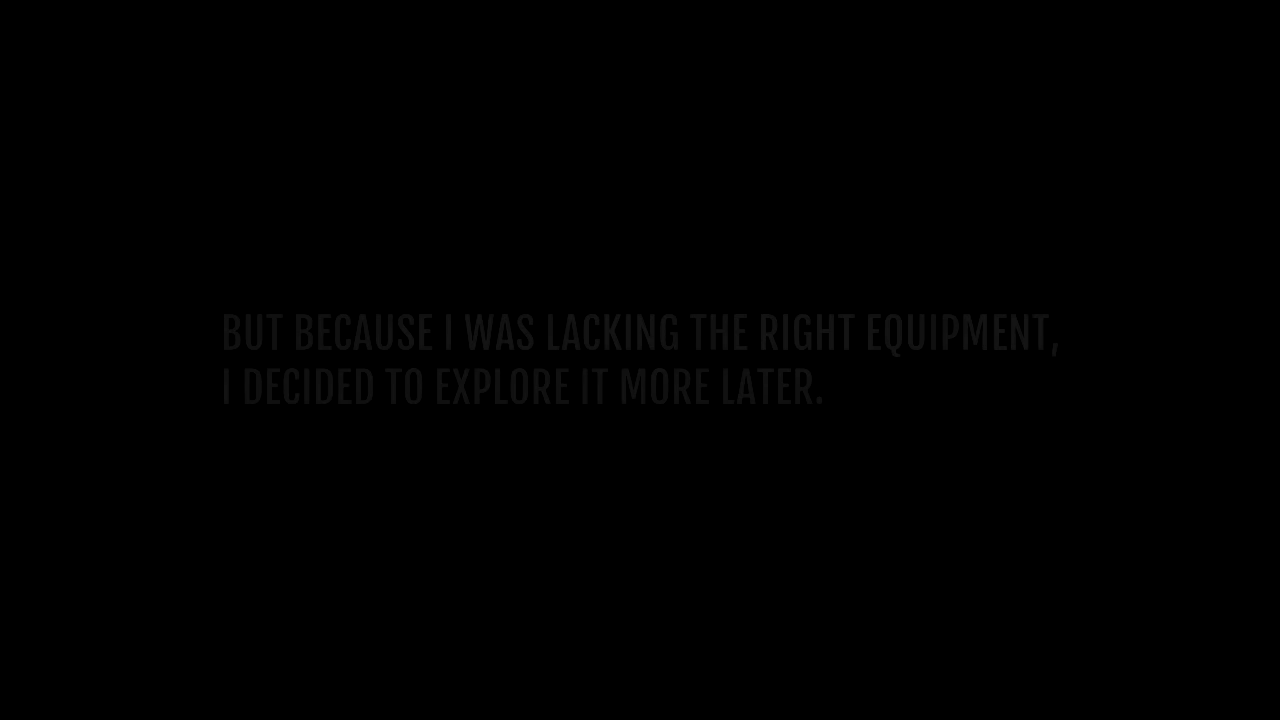 BUT BECAUSE I WAS LACKING THE RIGHT EQUIPMENT,
I DECIDED TO EXPLORE IT MORE LATER.